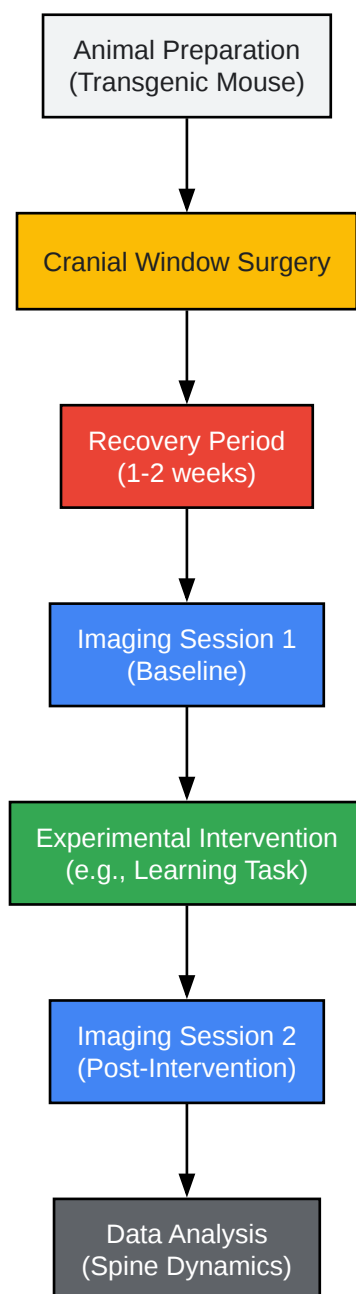 Animal Preparation
(Transgenic Mouse)
Cranial Window Surgery
Recovery Period
(1-2 weeks)
Imaging Session 1
(Baseline)
Experimental Intervention
(e.g., Learning Task)
Imaging Session 2
(Post-Intervention)
Data Analysis
(Spine Dynamics)